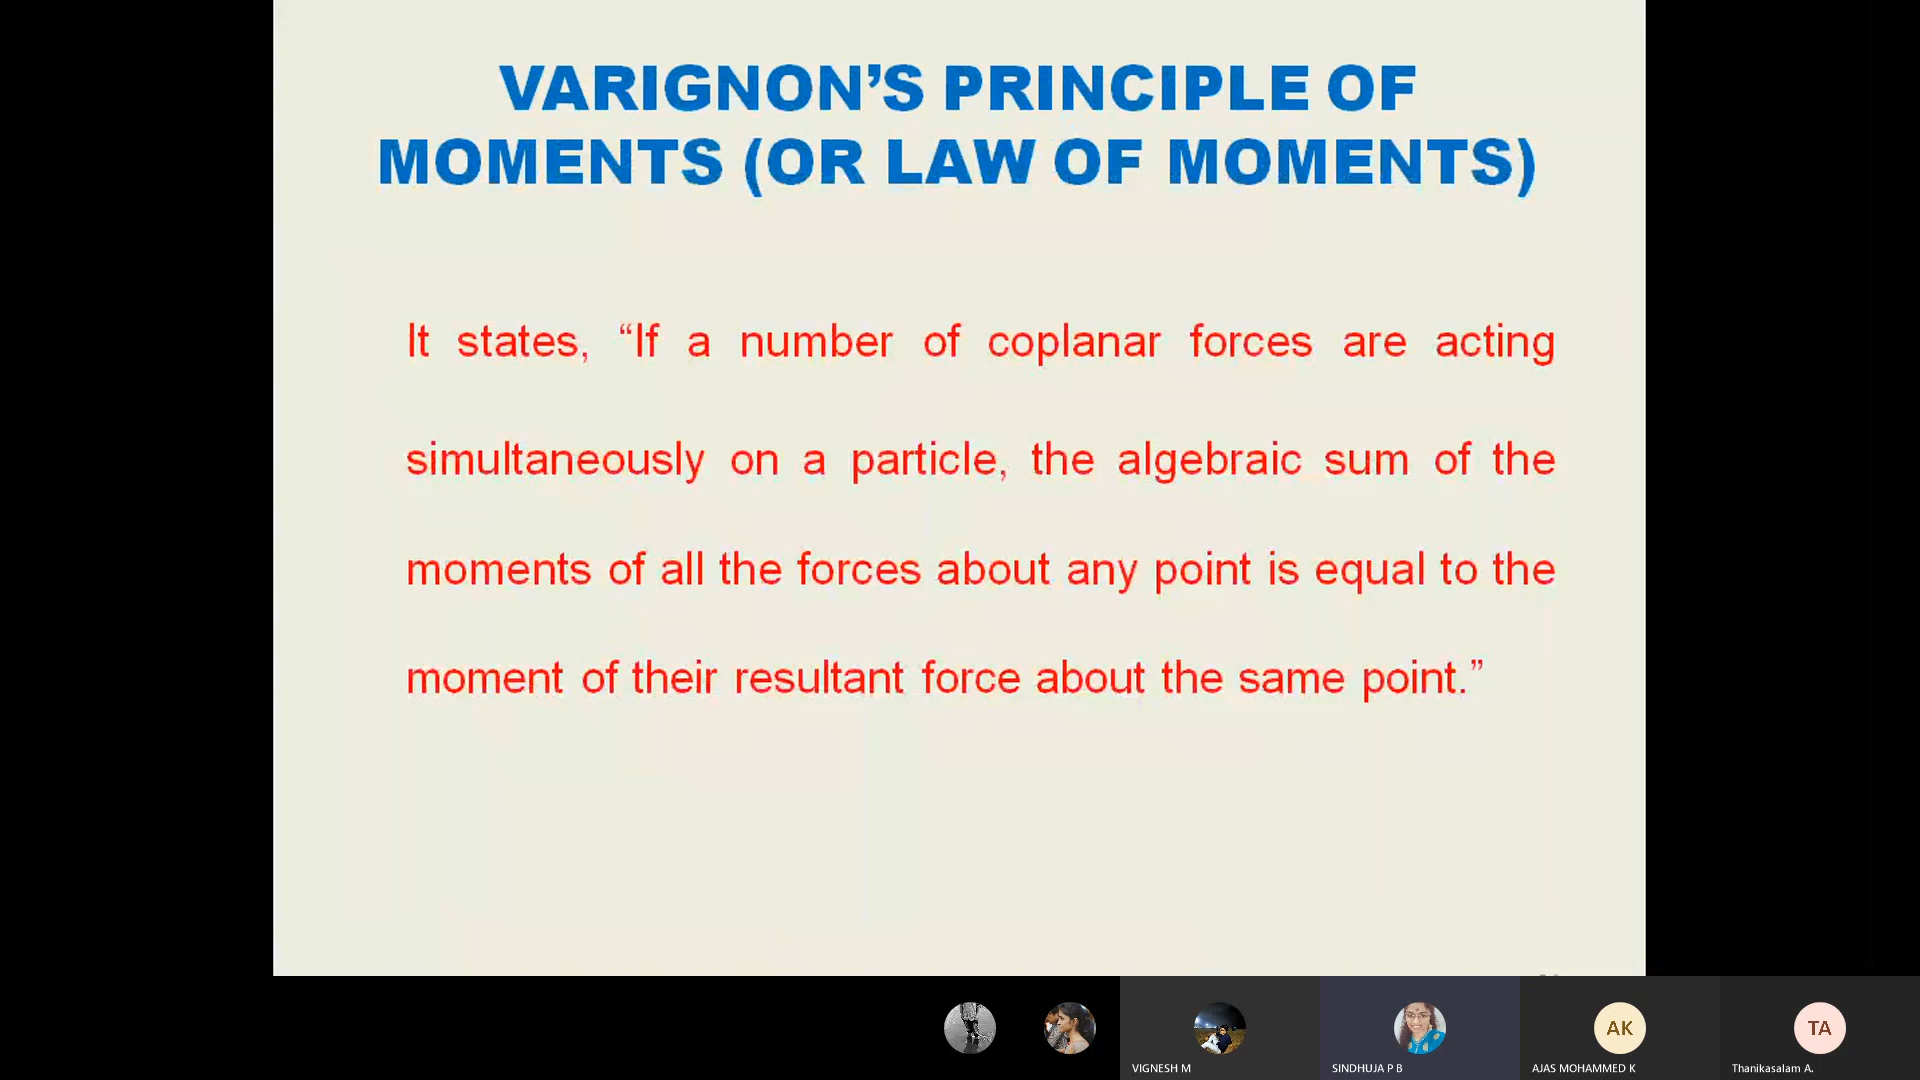 VARIGNON’S PRINCIPLE OF
MOMENTS (OR LAW OF MOMENTS)
It states, “If a number of coplanar forces are acting
simultaneously on a particle, the algebraic sum of the
moments of all the forces about any point is equal to the
moment of their resultant force about the same point.”
AK
TA
VIGNESH M
SINDHUJA P B
AJAS MOHAMMED K
Thanikasalam A.